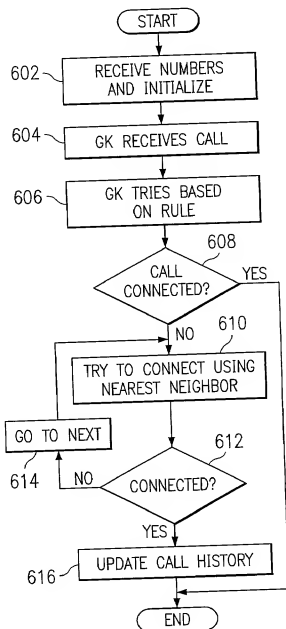 START
602
RECEIVE NUMBERS
AND INITIALIZE
604
GK RECEIVES CALL
606
GK TRIES BASED
ON RULE
608
CALL
CONNECTED?
YES
NO
610
TRY TO CONNECT USING
NEAREST NEIGHBOR
GO TO NEXT
614
612
CONNECTED?
NO
YES
616
UPDATE CALL HISTORY
END